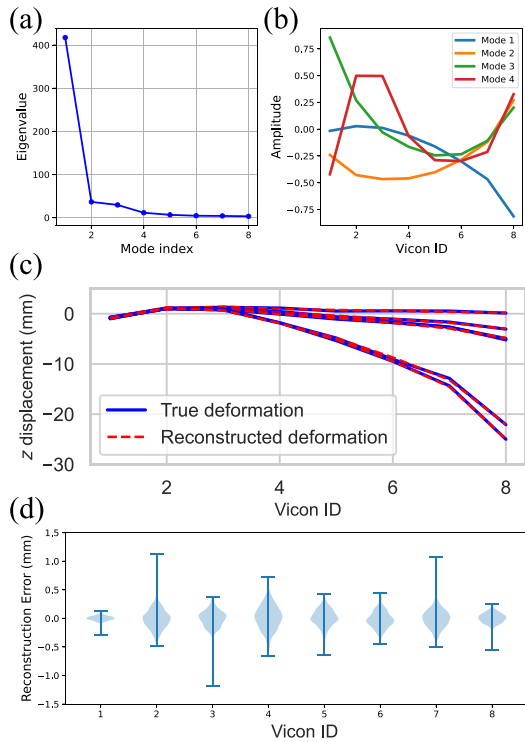 (a)
400
300
200
100
0
Eigenvalue
2
4
6
8
Mode index
(b)
0.75
0.50
0.25
0.00
−0.25
−0.50
−0.75
Amplitude
Mode 1
Mode 2
Mode 3
Mode 4
2
4
6
8
Vicon ID
(c)
0
−10
−20
−30
z displacement (mm)
True deformation
Reconstructed deformation
2
4
6
8
Vicon ID
(d)
1.5
1.0
0.5
0.0
−0.5
−1.0
−1.5
Reconstruction Error (mm)
1
2
3
4
5
6
7
8
Vicon ID